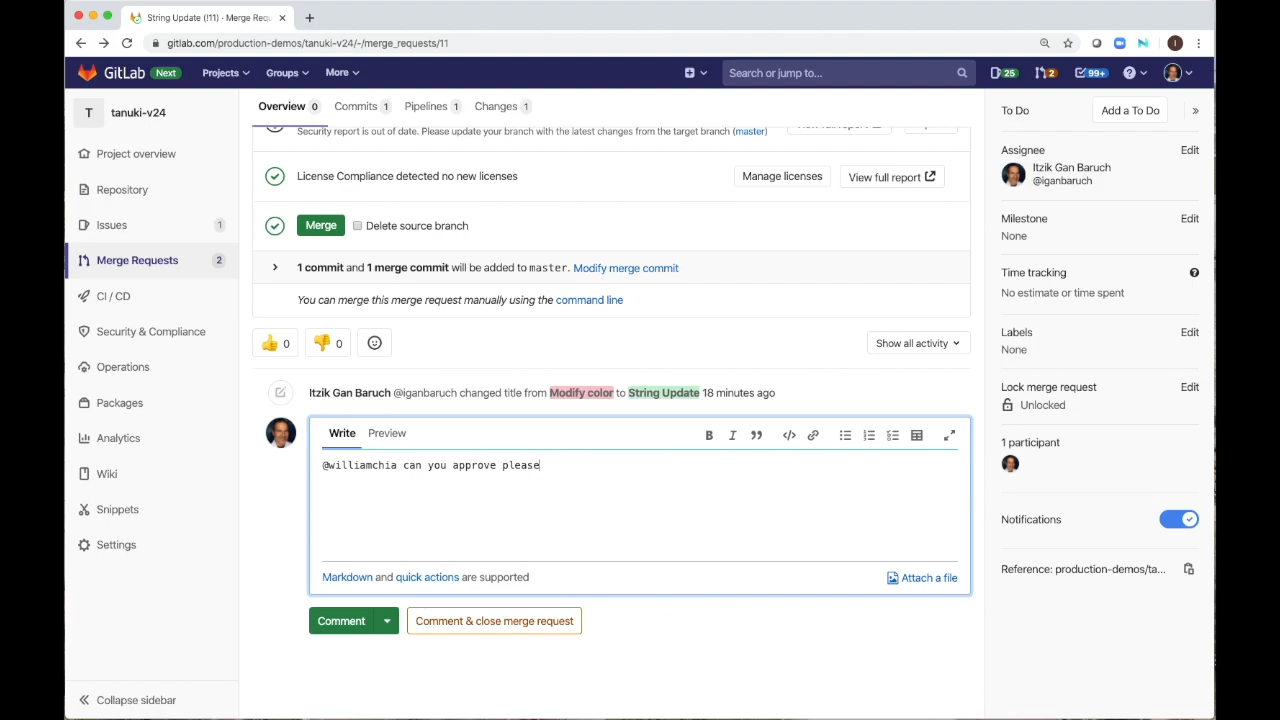 String Update (!11) · Merge Requ
gitlab.com/production-demos/tanuki-v24/-/merge_requests/11
GitLab Next Projects Groups More Search or jump to... 25 2 99+
T tanuki-v24
Project overview
Repository
Issues 1
Merge Requests 2
CI / CD
Security & Compliance
Operations
Packages
Analytics
Wiki
Snippets
Settings
Collapse sidebar
Overview 0 Commits 1 Pipelines 1 Changes 1
Security report is out of date. Please update your branch with the latest changes from the target branch (master)
License Compliance detected no new licenses Manage licenses View full report
Merge Delete source branch
1 commit and 1 merge commit will be added to master. Modify merge commit
You can merge this merge request manually using the command line
0 0 Show all activity
Itzik Gan Baruch @iganbaruch changed title from Modify color to String Update 18 minutes ago
Write Preview
@williamchia can you approve please
Markdown and quick actions are supported Attach a file
Comment Comment & close merge request
To Do Add a To Do
Assignee Edit
Itzik Gan Baruch
@iganbaruch
Milestone Edit
None
Time tracking
No estimate or time spent
Labels Edit
None
Lock merge request Edit
Unlocked
1 participant
Notifications
Reference: production-demos/ta...